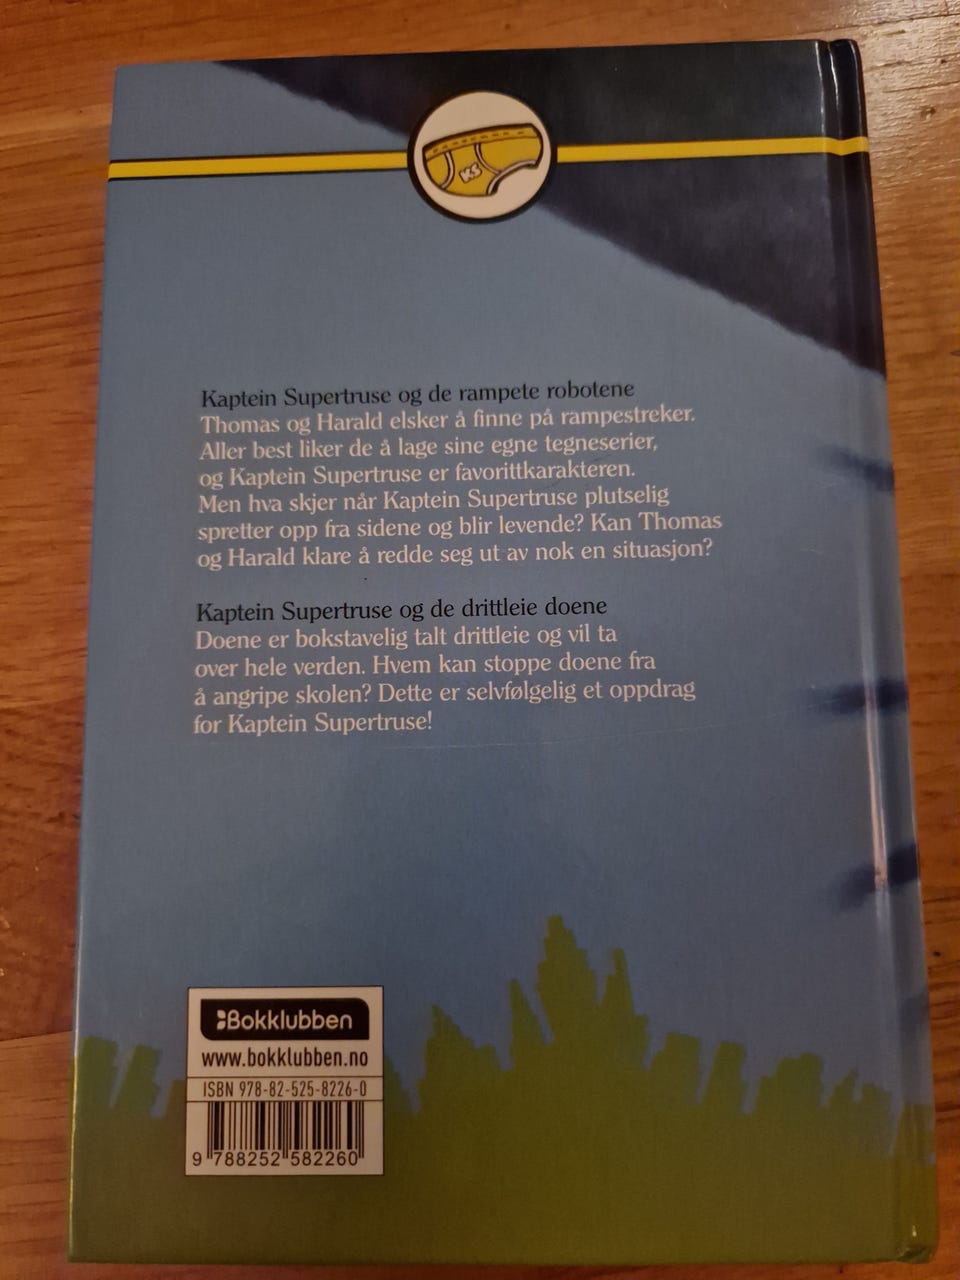 KS
Kaptein Supertruse og de rampete robotene
Thomas og Harald elsker å finne på rampestreker.
Aller best liker de å lage sine egne tegneserier,
og Kaptein Supertruse er favorittkarakteren.
Men hva skjer når Kaptein Supertruse plutselig
spretter opp fra sidene og blir levende? Kan Thomas
og Harald klare å redde seg ut av nok en situasjon?
Kaptein Supertruse og de drittleie doene
Doene er bokstavelig talt drittleie og vil ta
over hele verden. Hvem kan stoppe doene fra
å angripe skolen? Dette er selvfølgelig et oppdrag
for Kaptein Supertruse!
Bokklubben
www.bokklubben.no
ISBN 978-82-525-8226-0
9 788252 582260